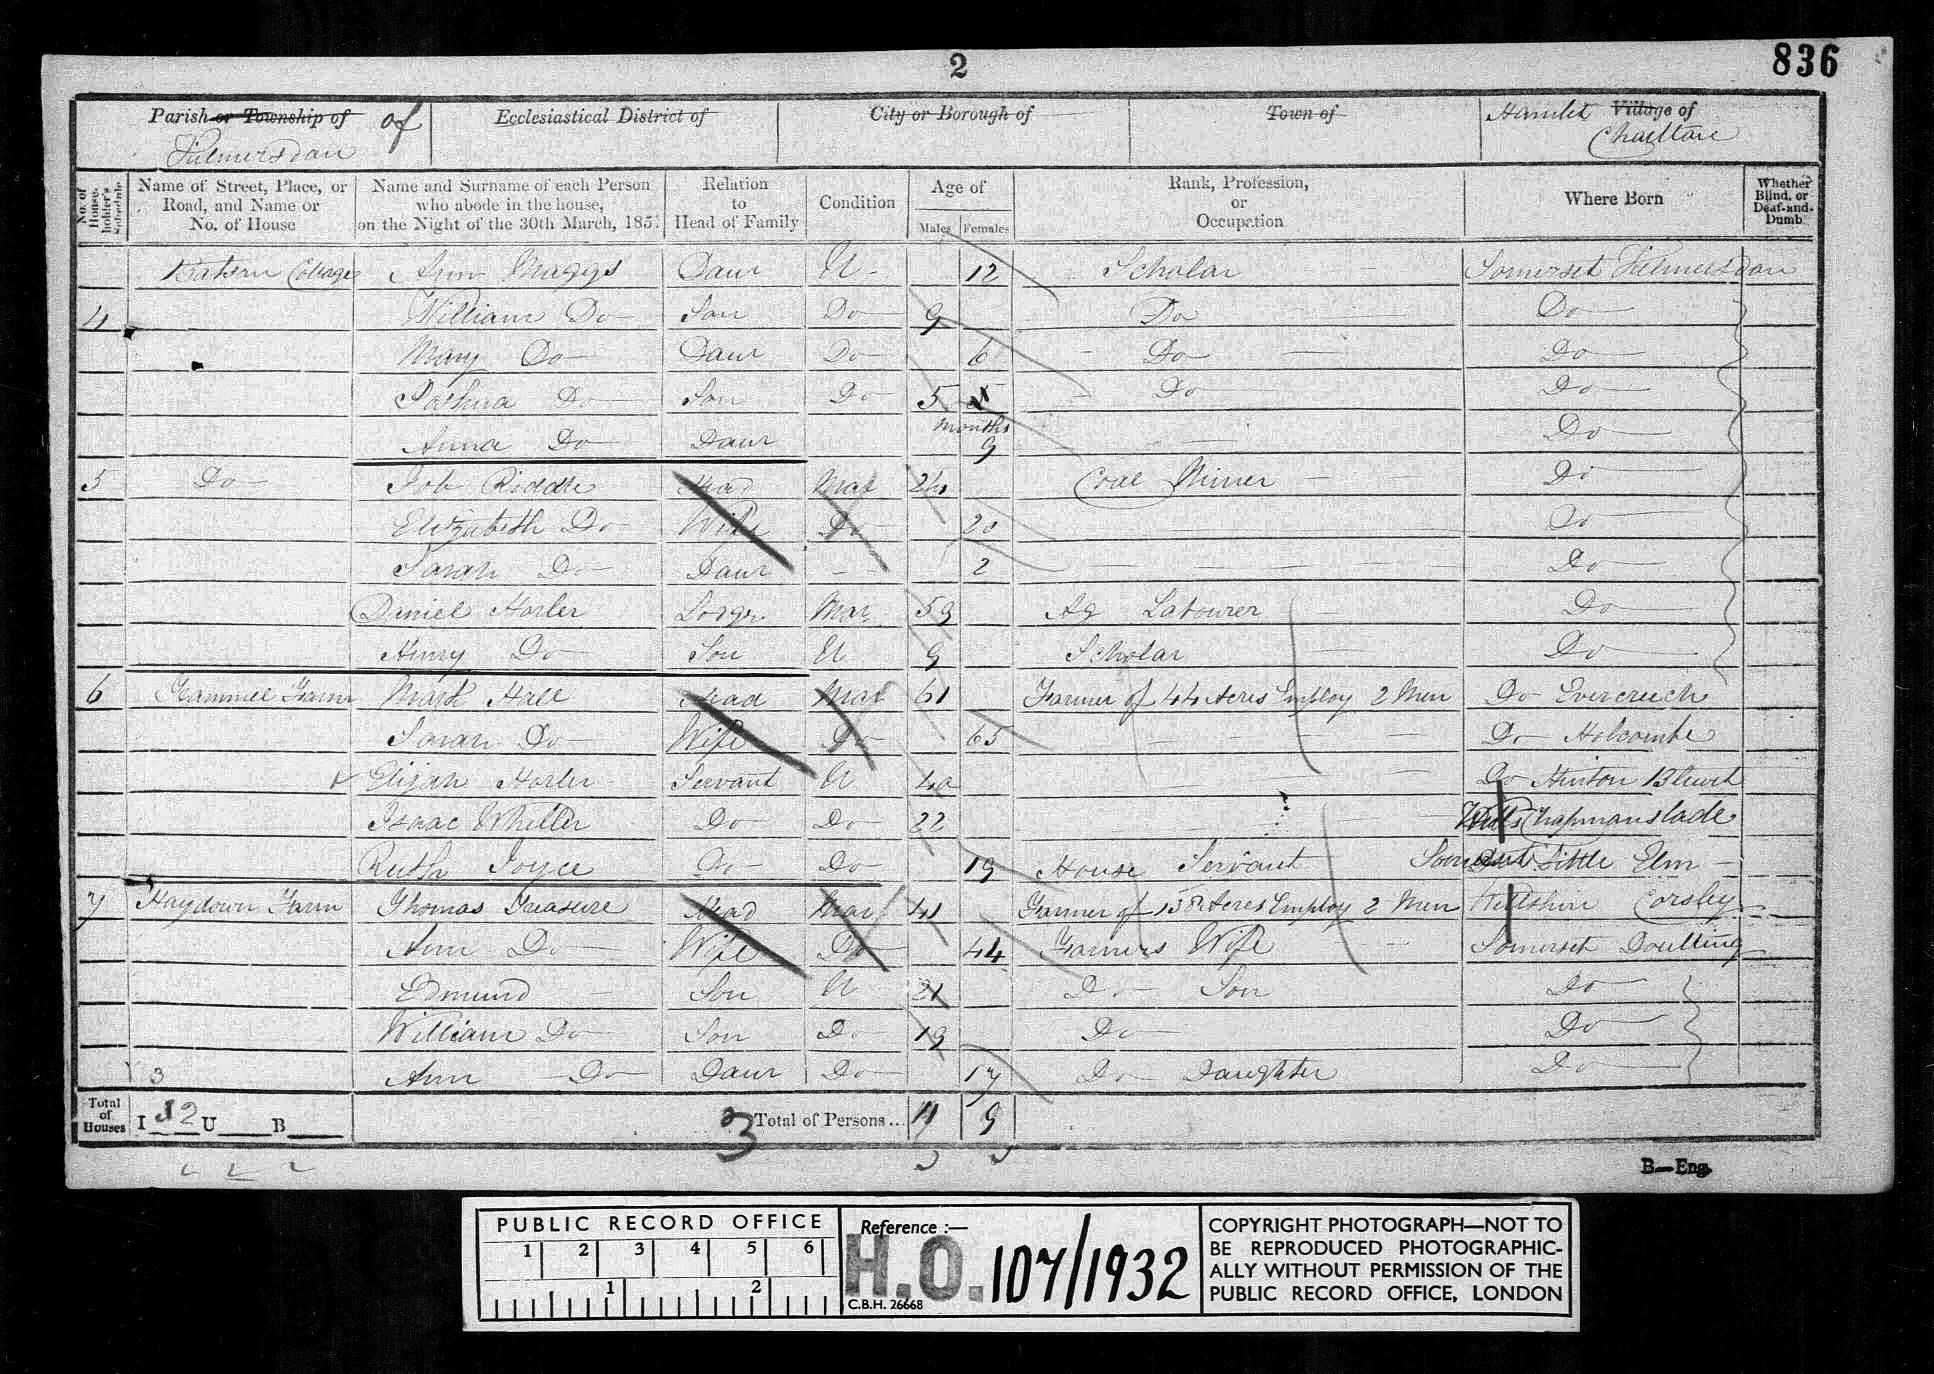 2
836
Parish or Township of of
Kilmersdon
Ecclesiastical District of
City or Borough of
Town of
Hamlet Village of
Charlton
No. of House-holder's Schedule
Name of Street, Place, or Road, and Name or No. of House
Name and Surname of each Person who abode in the house, on the Night of the 30th March, 1851
Relation to Head of Family
Condition
Age of
Males Females
Rank, Profession, or Occupation
Where Born
Whether Blind, or Deaf-and-Dumb
Cottage Ann Maggs Daur U 12 Scholar Somerset Kilmersdon
4 William Do Son Do 9 Do Do
Mary Do Daur Do 6 Do Do
Joshua Do Son Do 5 Do Do
Anna Do Daur months 9 Do
5 Do Job Riddle Head Mar 24 Coal Miner Do
Elizabeth Do Wife Do 20 Do
Sarah Do Daur 2 Do
Daniel Horler Lodger Mar 59 Ag Labourer Do
Henry Do Son U 9 Scholar Do
6 Farm Mark Hall Head Mar 61 Farmer of 44 Acres Employ 2 Men Do Evercreech
Sarah Do Wife Do 65 Do Holcombe
Elijah Horler Servant U 40 Do Hinton Bluett
Isaac Wheller Do Do 22 Wilts Chapmanslade
Ruth Joyce Do Do 19 House Servant Somerset Little Elm
7 Haydown Farm Thomas Treasure Head Mar 41 Farmer of 138 Acres Employ 2 Men Wiltshire Corsley
Ann Do Wife Do 44 Farmers Wife Somerset Doulting
Edmund Son U 21 Do Son Do
William Do Son Do 19 Do Do
Ann Do Daur Do 17 Do Daughter Do
3
Total of Houses I 32 U B
3 Total of Persons... 11 9
B—Eng.
PUBLIC RECORD OFFICE
1 2 3 4 5 6
1 2
Reference :—
H.O. 107/1932
C.B.H. 26668
COPYRIGHT PHOTOGRAPH—NOT TO
BE REPRODUCED PHOTOGRAPHIC-
ALLY WITHOUT PERMISSION OF THE
PUBLIC RECORD OFFICE, LONDON